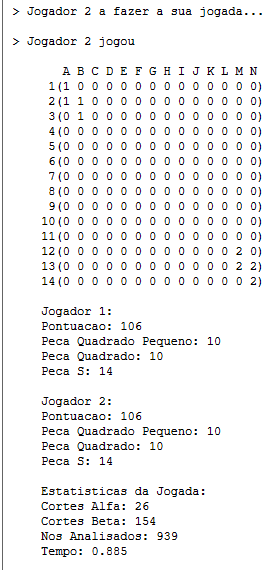 > Jogador 2 a fazer a sua jogada...
> Jogador 2 jogou
A B C D E F G H I J K L M N
1(1 0 0 0 0 0 0 0 0 0 0 0 0 0)
2(1 1 0 0 0 0 0 0 0 0 0 0 0 0)
3(0 1 0 0 0 0 0 0 0 0 0 0 0 0)
4(0 0 0 0 0 0 0 0 0 0 0 0 0 0)
5(0 0 0 0 0 0 0 0 0 0 0 0 0 0)
6(0 0 0 0 0 0 0 0 0 0 0 0 0 0)
7(0 0 0 0 0 0 0 0 0 0 0 0 0 0)
8(0 0 0 0 0 0 0 0 0 0 0 0 0 0)
9(0 0 0 0 0 0 0 0 0 0 0 0 0 0)
10(0 0 0 0 0 0 0 0 0 0 0 0 0 0)
11(0 0 0 0 0 0 0 0 0 0 0 0 0 0)
12(0 0 0 0 0 0 0 0 0 0 0 0 2 0)
13(0 0 0 0 0 0 0 0 0 0 0 0 2 2)
14(0 0 0 0 0 0 0 0 0 0 0 0 0 2)
Jogador 1:
Pontuacao: 106
Peca Quadrado Pequeno: 10
Peca Quadrado: 10
Peca S: 14
Jogador 2:
Pontuacao: 106
Peca Quadrado Pequeno: 10
Peca Quadrado: 10
Peca S: 14
Estatisticas da Jogada:
Cortes Alfa: 26
Cortes Beta: 154
Nos Analisados: 939
Tempo: 0.885